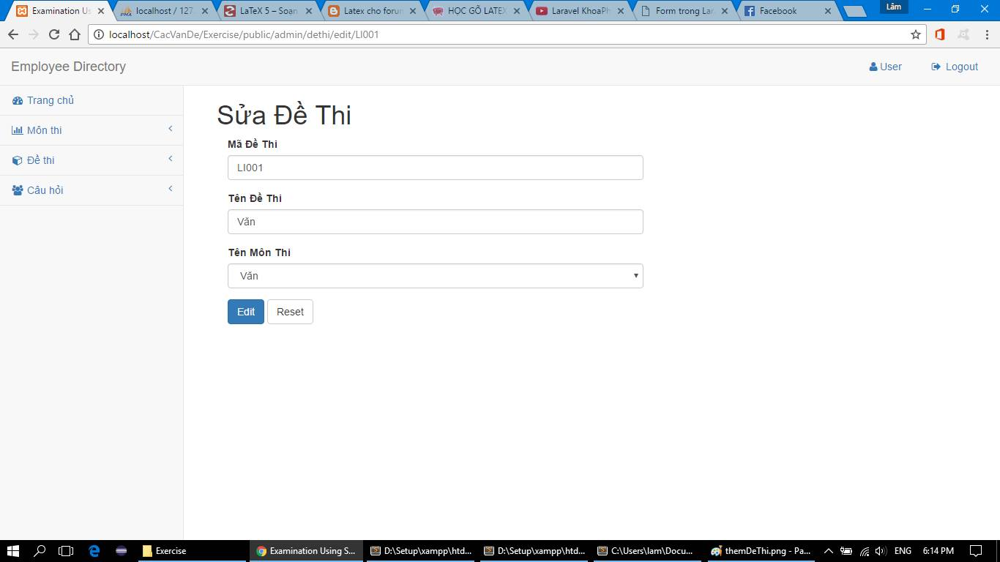 Examination Us
localhost / 127.
LaTeX 5 – Soan
Latex cho forun
HỌC GÕ LATEX
Laravel KhoaPh
Form trong Lar
Facebook
Lâm
localhost/CacVanDe/Exercise/public/admin/dethi/edit/LI001
Employee Directory
User
Logout
Trang chủ
Môn thi
Đề thi
Câu hỏi
Sửa Đề Thi
Mã Đề Thi
LI001
Tên Đề Thi
Văn
Tên Môn Thi
Văn
Edit
Reset
Exercise
Examination Using S...
D:\Setup\xampp\htd...
D:\Setup\xampp\htd...
C:\Users\lam\Docu...
themDeThi.png - Pa...
ENG
6:14 PM